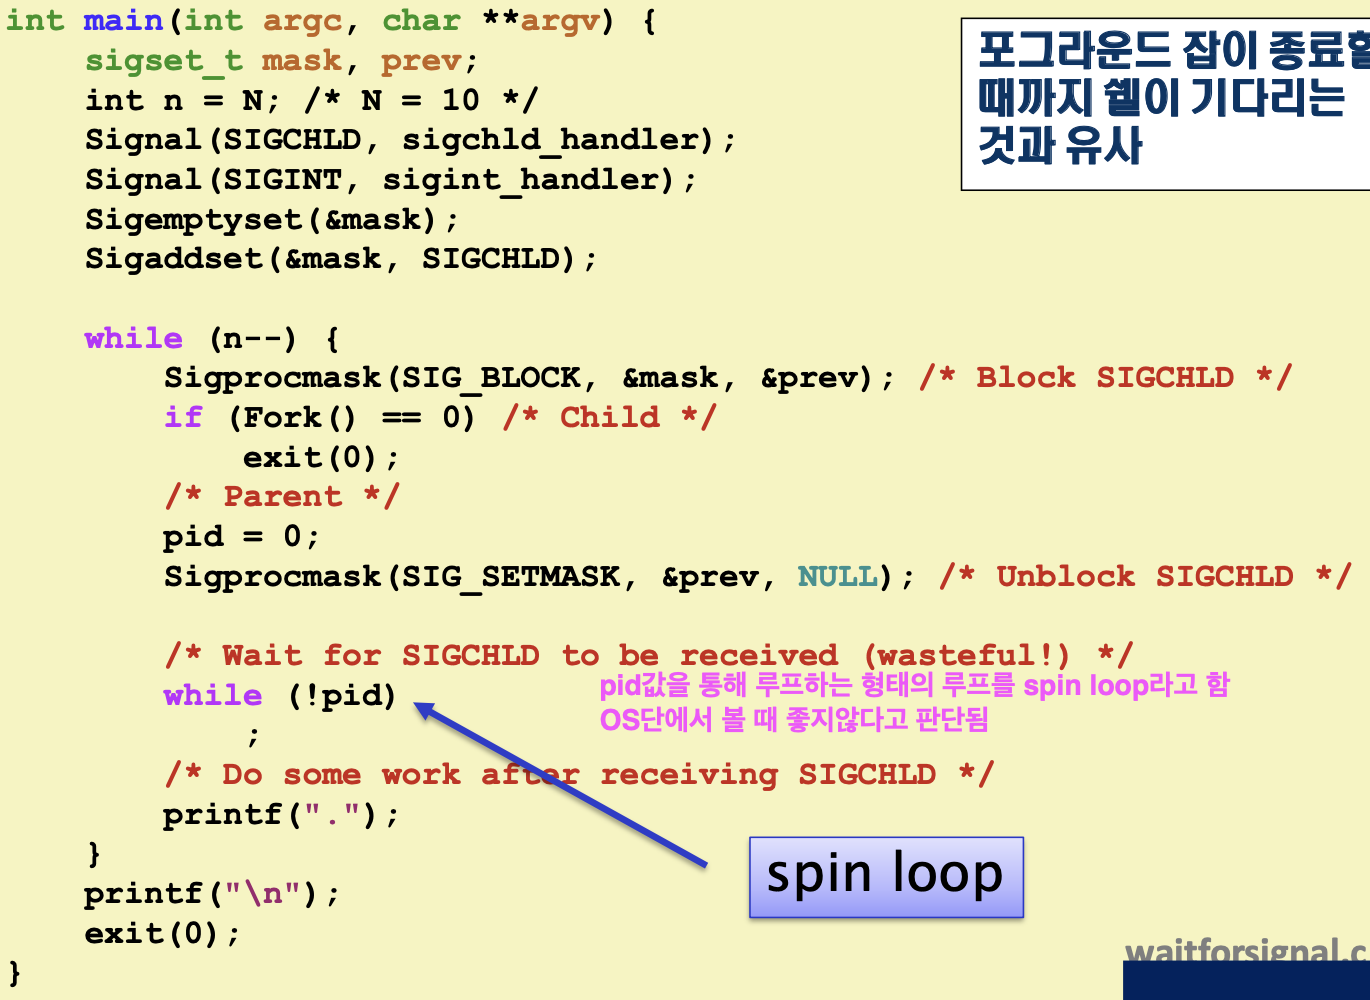 int main(int argc, char **argv) {
    sigset_t mask, prev;
    int n = N; /* N = 10 */
    Signal(SIGCHLD, sigchld_handler);
    Signal(SIGINT, sigint_handler);
    Sigemptyset(&mask);
    Sigaddset(&mask, SIGCHLD);
    while (n--) {
        Sigprocmask(SIG_BLOCK, &mask, &prev); /* Block SIGCHLD */
        if (Fork() == 0) /* Child */
            exit(0);
        /* Parent */
        pid = 0;
        Sigprocmask(SIG_SETMASK, &prev, NULL); /* Unblock SIGCHLD */
        /* Wait for SIGCHLD to be received (wasteful!) */
        while (!pid)
            ;
        /* Do some work after receiving SIGCHLD */
        printf(".");
    }
    printf("\n");
    exit(0);
}
포그라운드 잡이 종료할
때까지 쉘이 기다리는
것과 유사
pid값을 통해 루프하는 형태의 루프를 spin loop라고 함
OS단에서 볼 때 좋지않다고 판단됨
spin loop
waitforsignal.c